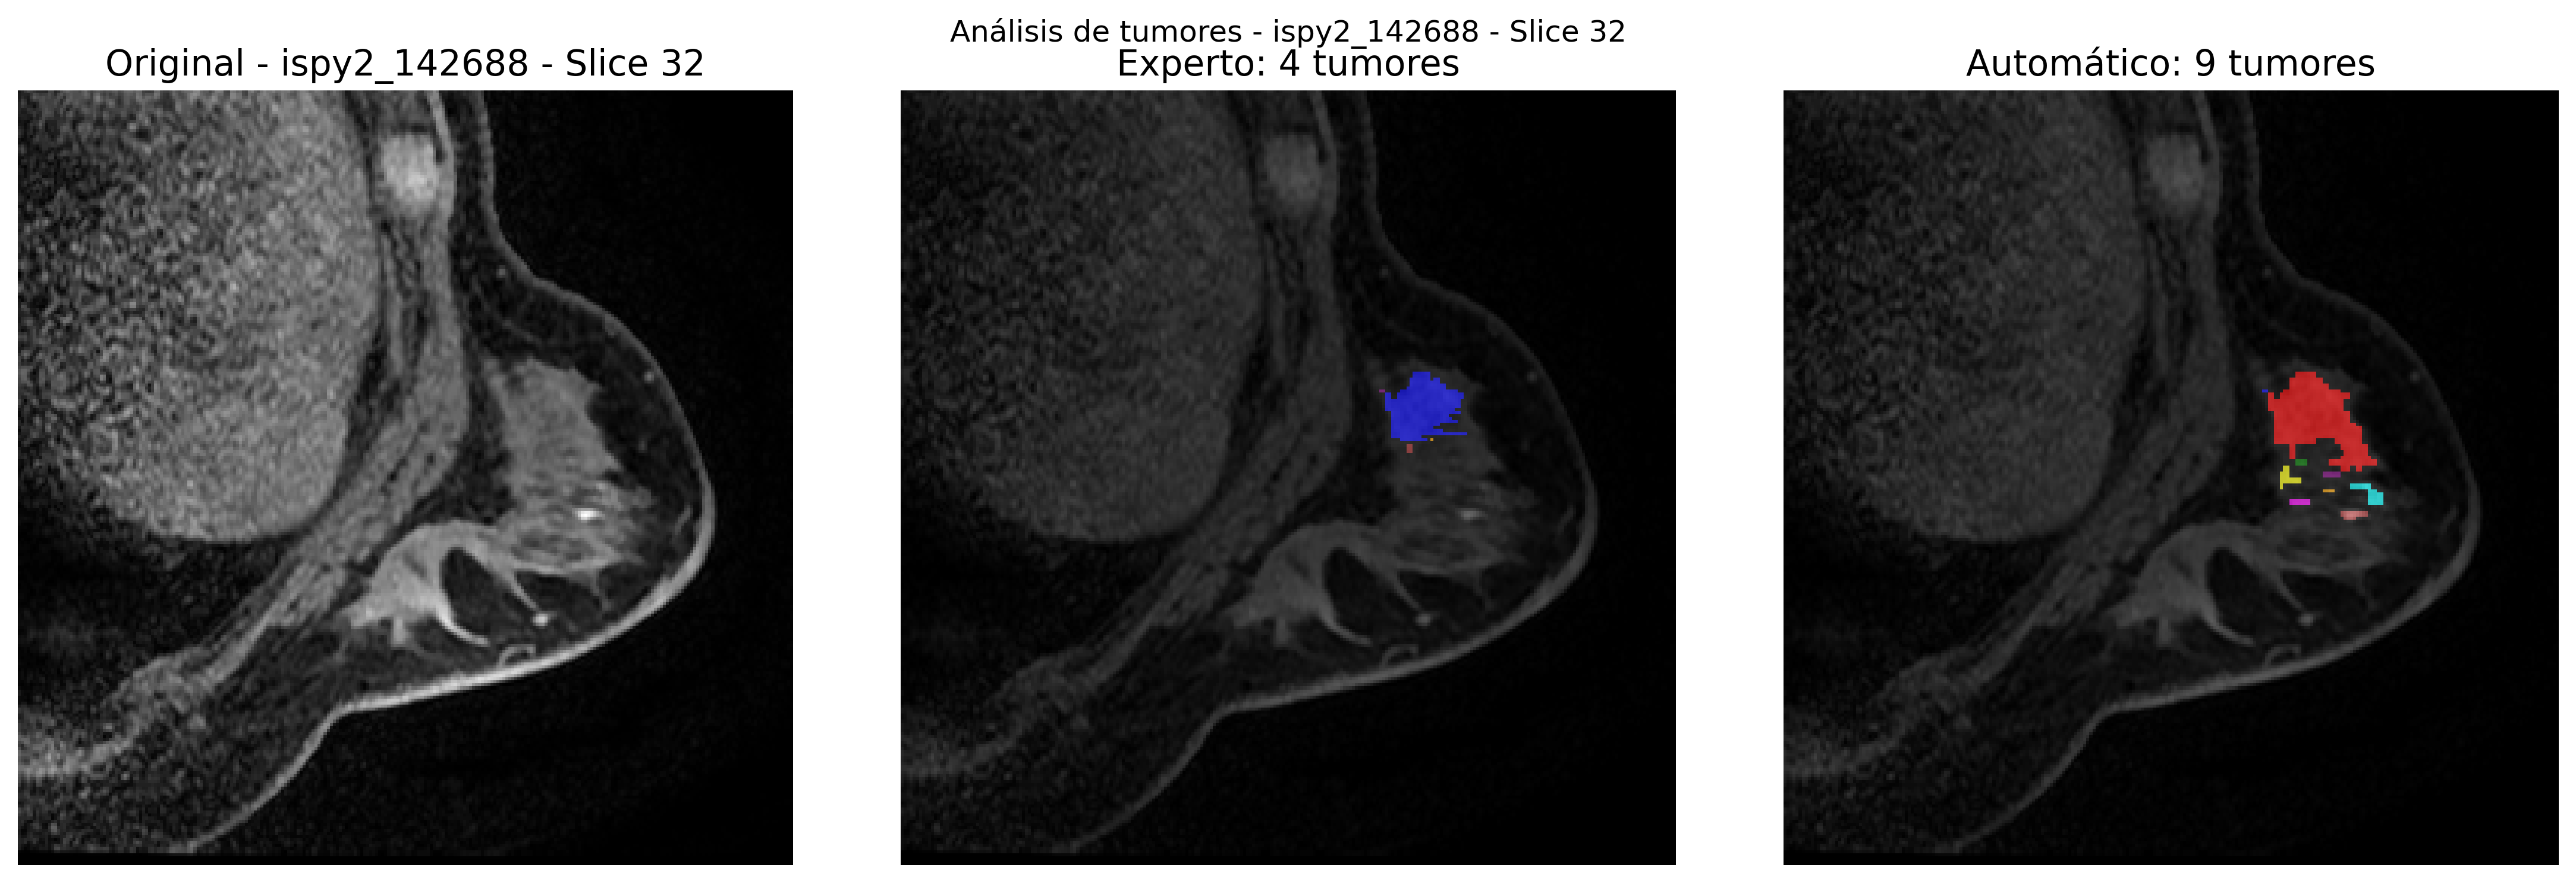 Análisis de tumores - ispy2_142688 - Slice 32
Original - ispy2_142688 - Slice 32
Experto: 4 tumores
Automático: 9 tumores